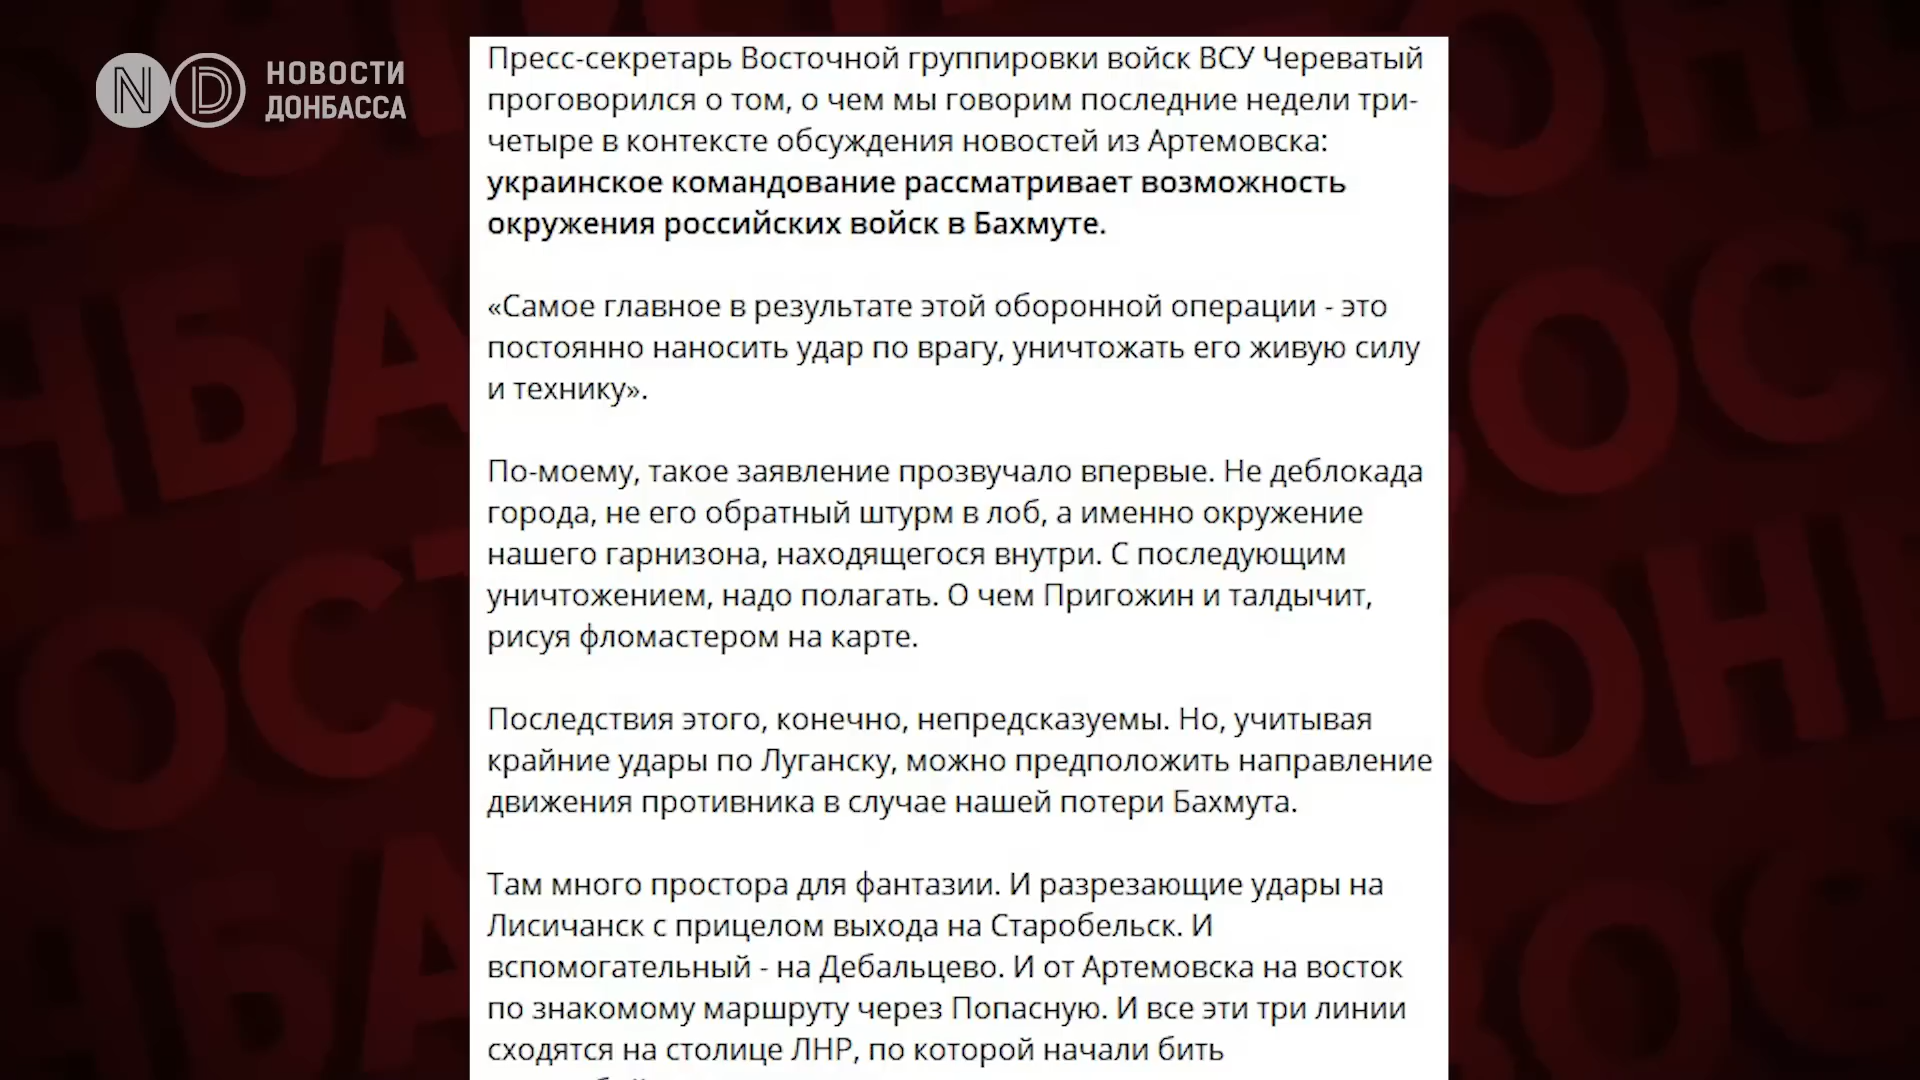 ND НОВОСТИ
ДОНБАССА
Пресс-секретарь Восточной группировки войск ВСУ Череватый
проговорился о том, о чем мы говорим последние недели три-
четыре в контексте обсуждения новостей из Артемовска:
украинское командование рассматривает возможность
окружения российских войск в Бахмуте.
«Самое главное в результате этой оборонной операции - это
постоянно наносить удар по врагу, уничтожать его живую силу
и технику».
По-моему, такое заявление прозвучало впервые. Не деблокада
города, не его обратный штурм в лоб, а именно окружение
нашего гарнизона, находящегося внутри. С последующим
уничтожением, надо полагать. О чем Пригожин и талдычит,
рисуя фломастером на карте.
Последствия этого, конечно, непредсказуемы. Но, учитывая
крайние удары по Луганску, можно предположить направление
движения противника в случае нашей потери Бахмута.
Там много простора для фантазии. И разрезающие удары на
Лисичанск с прицелом выхода на Старобельск. И
вспомогательный - на Дебальцево. И от Артемовска на восток
по знакомому маршруту через Попасную. И все эти три линии
сходятся на столице ЛНР, по которой начали бить